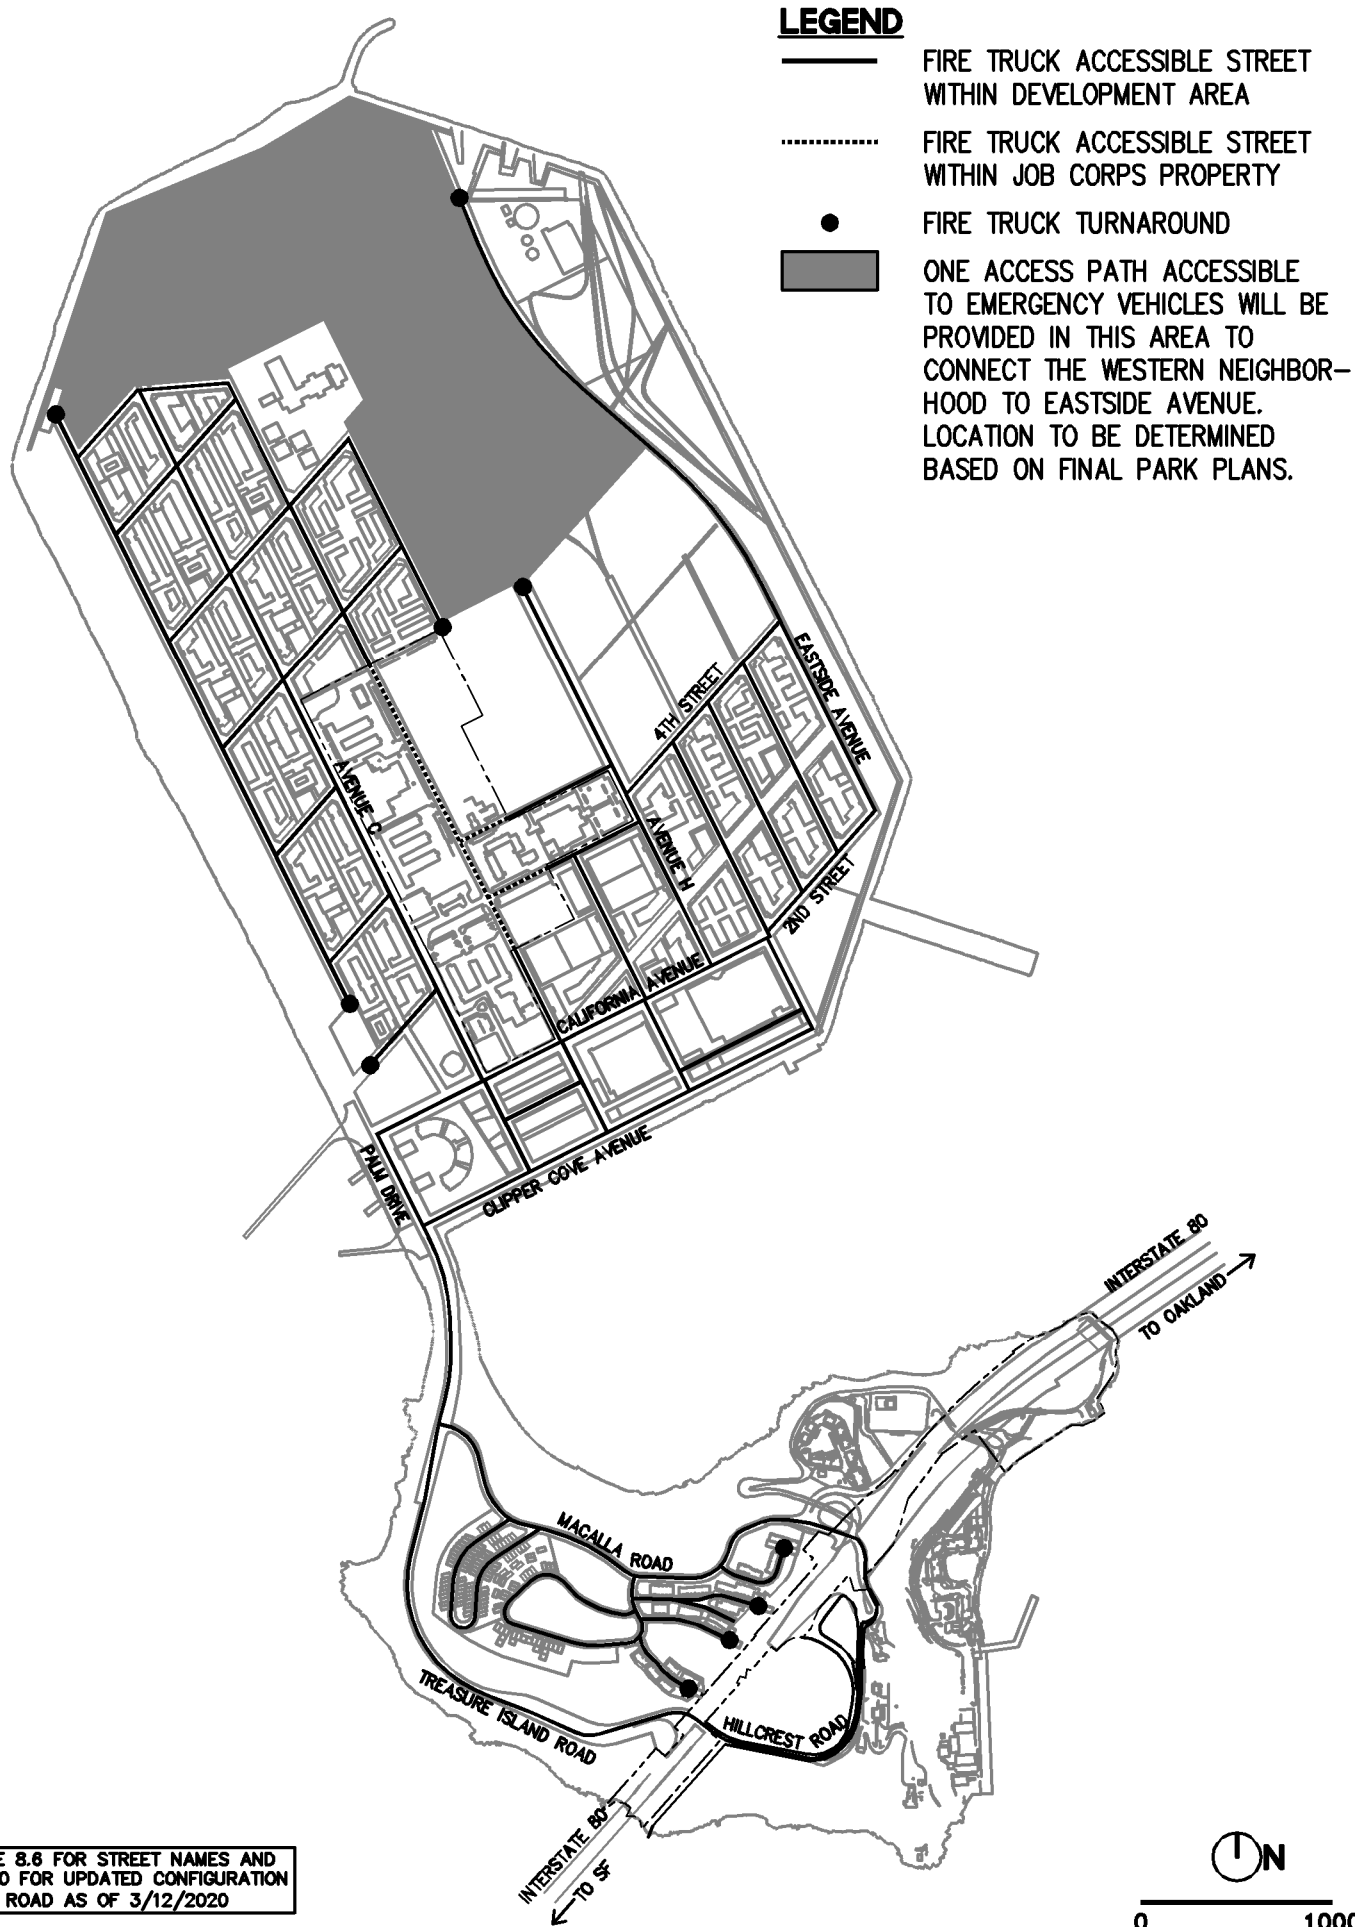 LEGEND
FIRE TRUCK ACCESSIBLE STREET
WITHIN DEVELOPMENT AREA
FIRE TRUCK ACCESSIBLE STREET
WITHIN JOB CORPS PROPERTY
FIRE TRUCK TURNAROUND
ONE ACCESS PATH ACCESSIBLE
TO EMERGENCY VEHICLES WILL BE
PROVIDED IN THIS AREA TO
CONNECT THE WESTERN NEIGHBOR-
HOOD TO EASTSIDE AVENUE.
LOCATION TO BE DETERMINED
BASED ON FINAL PARK PLANS.
EASTSIDE AVENUE
4TH STREET
AVENUE C
AVENUE H
2ND STREET
CALIFORNIA AVENUE
PALM DRIVE
CLIPPER COVE AVENUE
INTERSTATE 80
TO OAKLAND
MACALLA ROAD
TREASURE ISLAND ROAD
HILLCREST ROAD
INTERSTATE 80
TO SF
8.6 FOR STREET NAMES AND
FOR UPDATED CONFIGURATION
ROAD AS OF 3/12/2020
N
0 1000